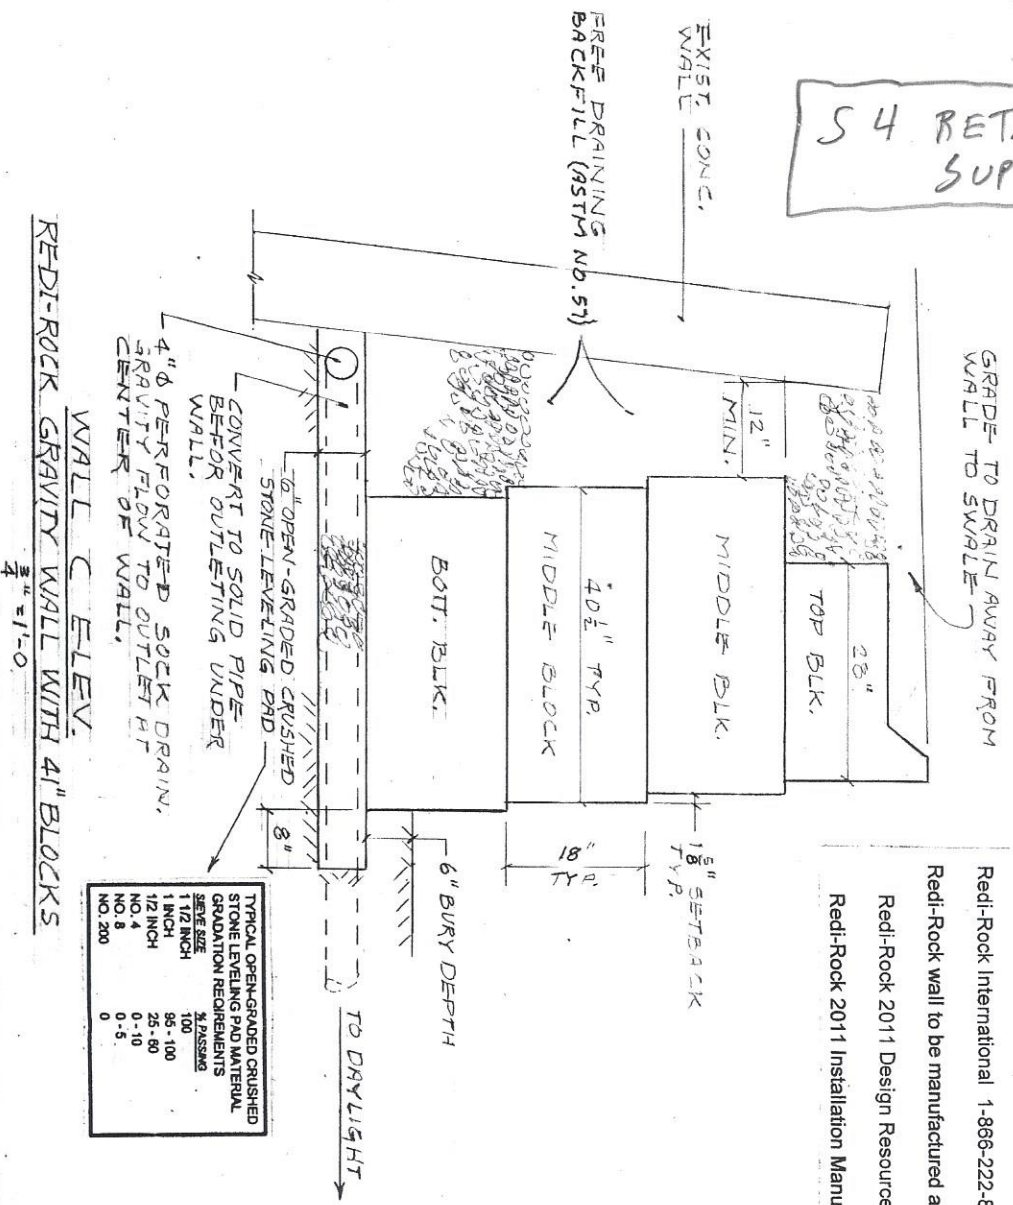 S 4 RET
SUP
GRADE TO DRAIN AWAY FROM
WALL TO SWALE
EXIST. CONC.
WALL
FREE DRAINING
BACKFILL (ASTM NO. 57)
12"
MIN.
28"
TOP BLK.
MIDDLE BLK.
40 1/2" TYP.
MIDDLE BLOCK
BOTT. BLK.
1 5/8" SETBACK
TYP.
18"
TYP.
6" BURY DEPTH
8"
TO DAYLIGHT
6" OPEN-GRADED CRUSHED
STONE LEVELING PAD
CONVERT TO SOLID PIPE
BEFOR OUTLETING UNDER
WALL.
4" Φ PERFORATED SOCK DRAIN.
GRAVITY FLOW TO OUTLET AT
CENTER OF WALL.
WALL C ELEV.
REDI-ROCK GRAVITY WALL WITH 41" BLOCKS
3/4" = 1'-0
Redi-Rock International 1-866-222-8
Redi-Rock wall to be manufactured a
Redi-Rock 2011 Design Resource
Redi-Rock 2011 Installation Manu
TYPICAL OPEN-GRADED CRUSHED
STONE LEVELING PAD MATERIAL
GRADATION REQIREMENTS
SIEVE SIZE % PASSING
1 1/2 INCH 100
1 INCH 95 - 100
1/2 INCH 25 - 60
NO. 4 0 - 10
NO. 8 0 - 5
NO. 200 0